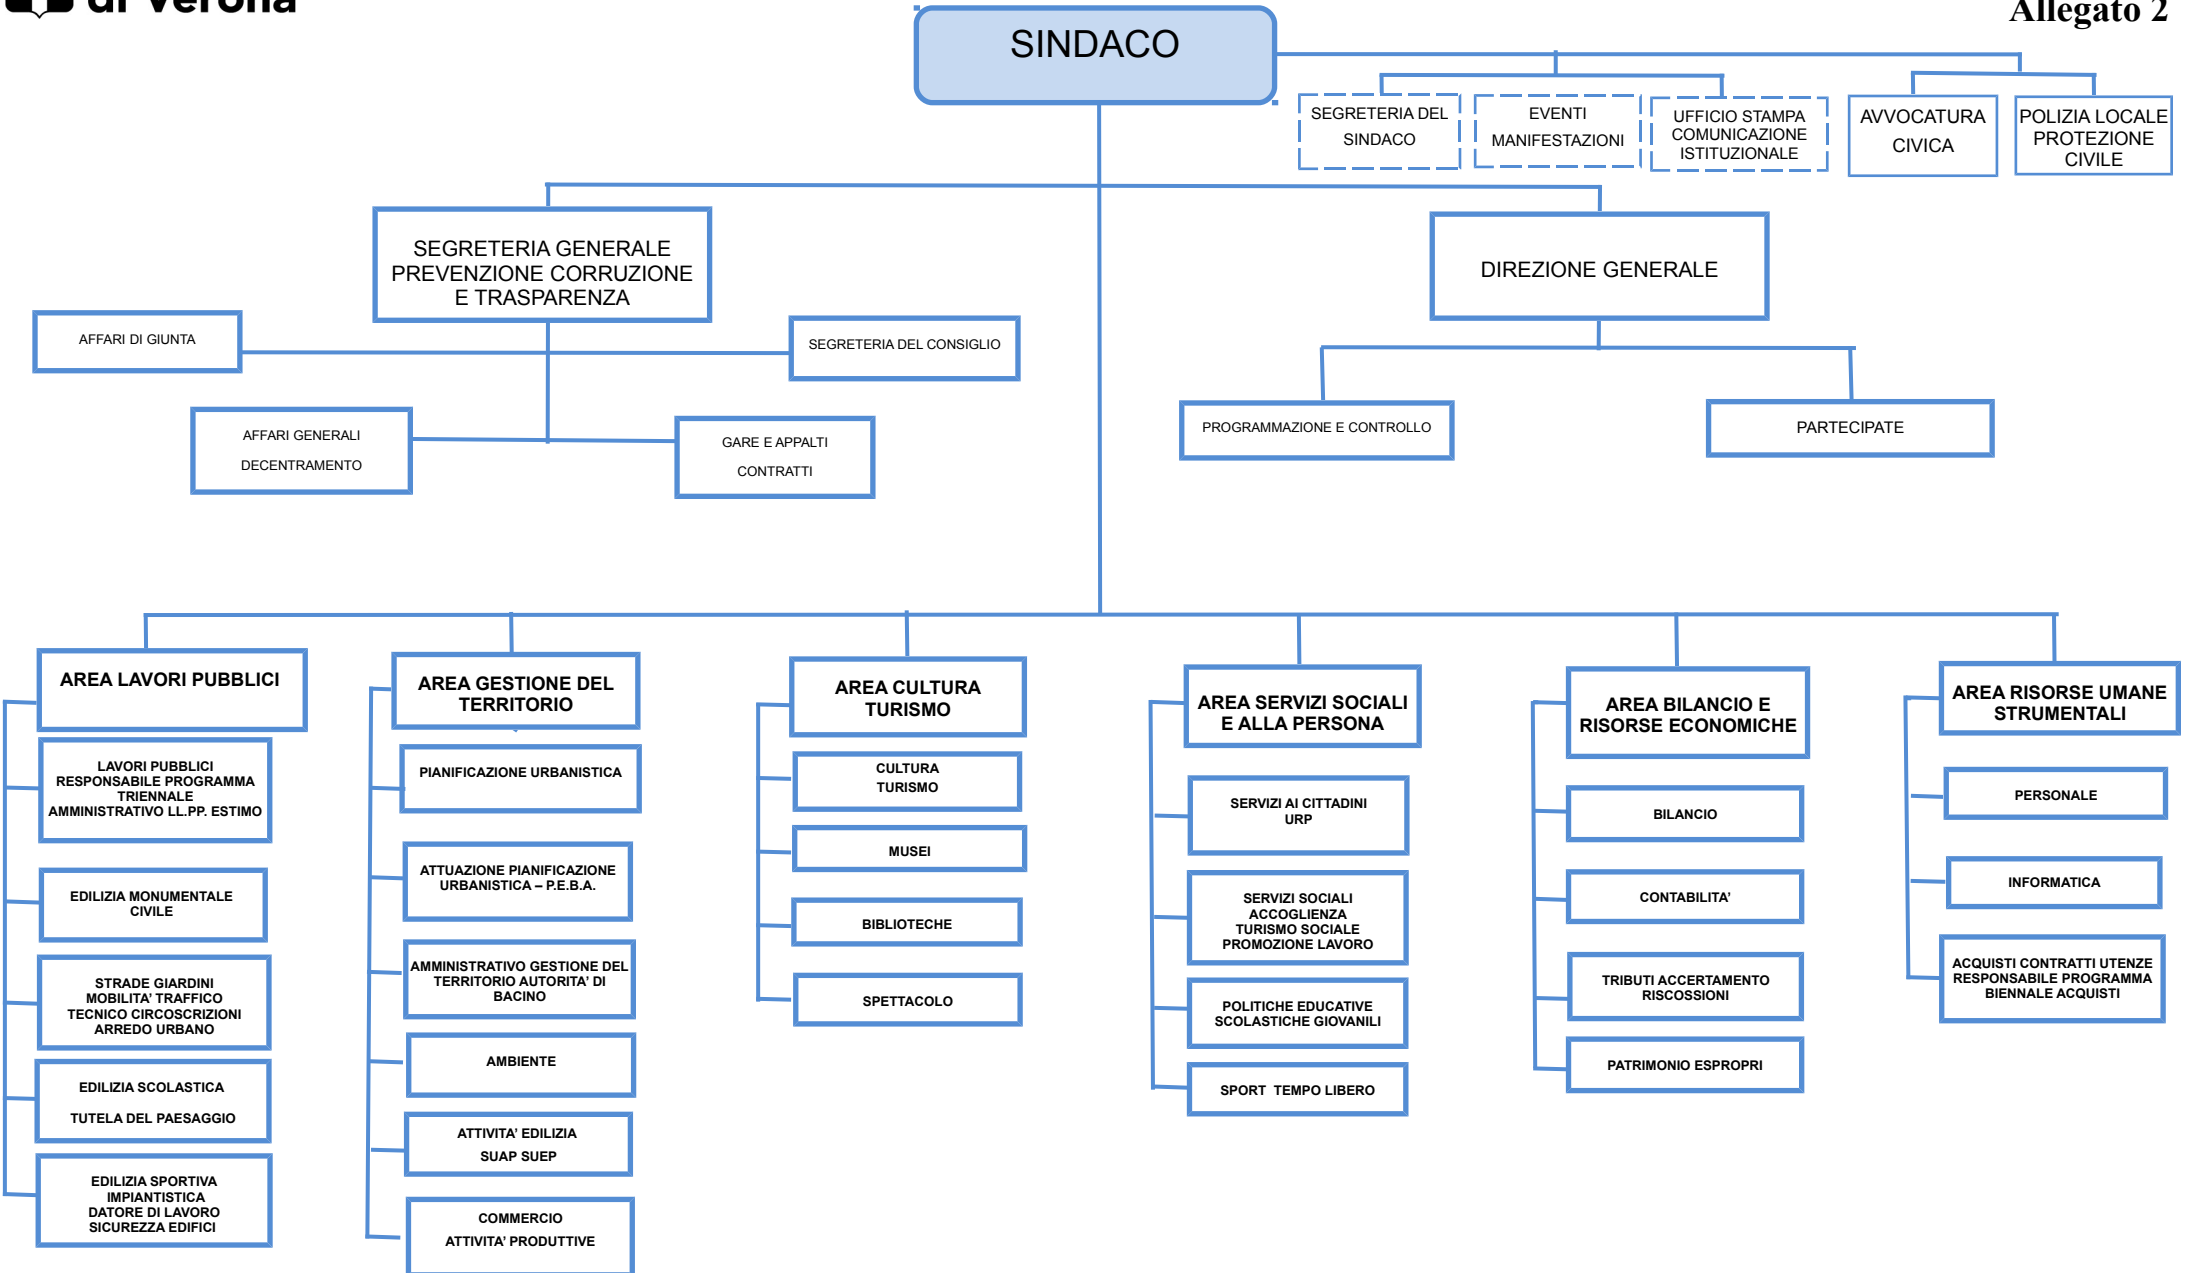 di Verona
Allegato 2
SINDACO
SEGRETERIA DEL
SINDACO
EVENTI
MANIFESTAZIONI
UFFICIO STAMPA
COMUNICAZIONE
ISTITUZIONALE
AVVOCATURA
CIVICA
POLIZIA LOCALE
PROTEZIONE
CIVILE
SEGRETERIA GENERALE
PREVENZIONE CORRUZIONE
E TRASPARENZA
DIREZIONE GENERALE
AFFARI DI GIUNTA
SEGRETERIA DEL CONSIGLIO
AFFARI GENERALI
DECENTRAMENTO
GARE E APPALTI
CONTRATTI
PROGRAMMAZIONE E CONTROLLO
PARTECIPATE
AREA LAVORI PUBBLICI
LAVORI PUBBLICI
RESPONSABILE PROGRAMMA
TRIENNALE
AMMINISTRATIVO LL.PP. ESTIMO
EDILIZIA MONUMENTALE
CIVILE
STRADE GIARDINI
MOBILITA’ TRAFFICO
TECNICO CIRCOSCRIZIONI
ARREDO URBANO
EDILIZIA SCOLASTICA
TUTELA DEL PAESAGGIO
EDILIZIA SPORTIVA
IMPIANTISTICA
DATORE DI LAVORO
SICUREZZA EDIFICI
AREA GESTIONE DEL
TERRITORIO
PIANIFICAZIONE URBANISTICA
ATTUAZIONE PIANIFICAZIONE
URBANISTICA – P.E.B.A.
AMMINISTRATIVO GESTIONE DEL
TERRITORIO AUTORITA’ DI
BACINO
AMBIENTE
ATTIVITA’ EDILIZIA
SUAP SUEP
COMMERCIO
ATTIVITA’ PRODUTTIVE
AREA CULTURA
TURISMO
CULTURA
TURISMO
MUSEI
BIBLIOTECHE
SPETTACOLO
AREA SERVIZI SOCIALI
E ALLA PERSONA
SERVIZI AI CITTADINI
URP
SERVIZI SOCIALI
ACCOGLIENZA
TURISMO SOCIALE
PROMOZIONE LAVORO
POLITICHE EDUCATIVE
SCOLASTICHE GIOVANILI
SPORT  TEMPO LIBERO
AREA BILANCIO E
RISORSE ECONOMICHE
BILANCIO
CONTABILITA’
TRIBUTI ACCERTAMENTO
RISCOSSIONI
PATRIMONIO ESPROPRI
AREA RISORSE UMANE
STRUMENTALI
PERSONALE
INFORMATICA
ACQUISTI CONTRATTI UTENZE
RESPONSABILE PROGRAMMA
BIENNALE ACQUISTI